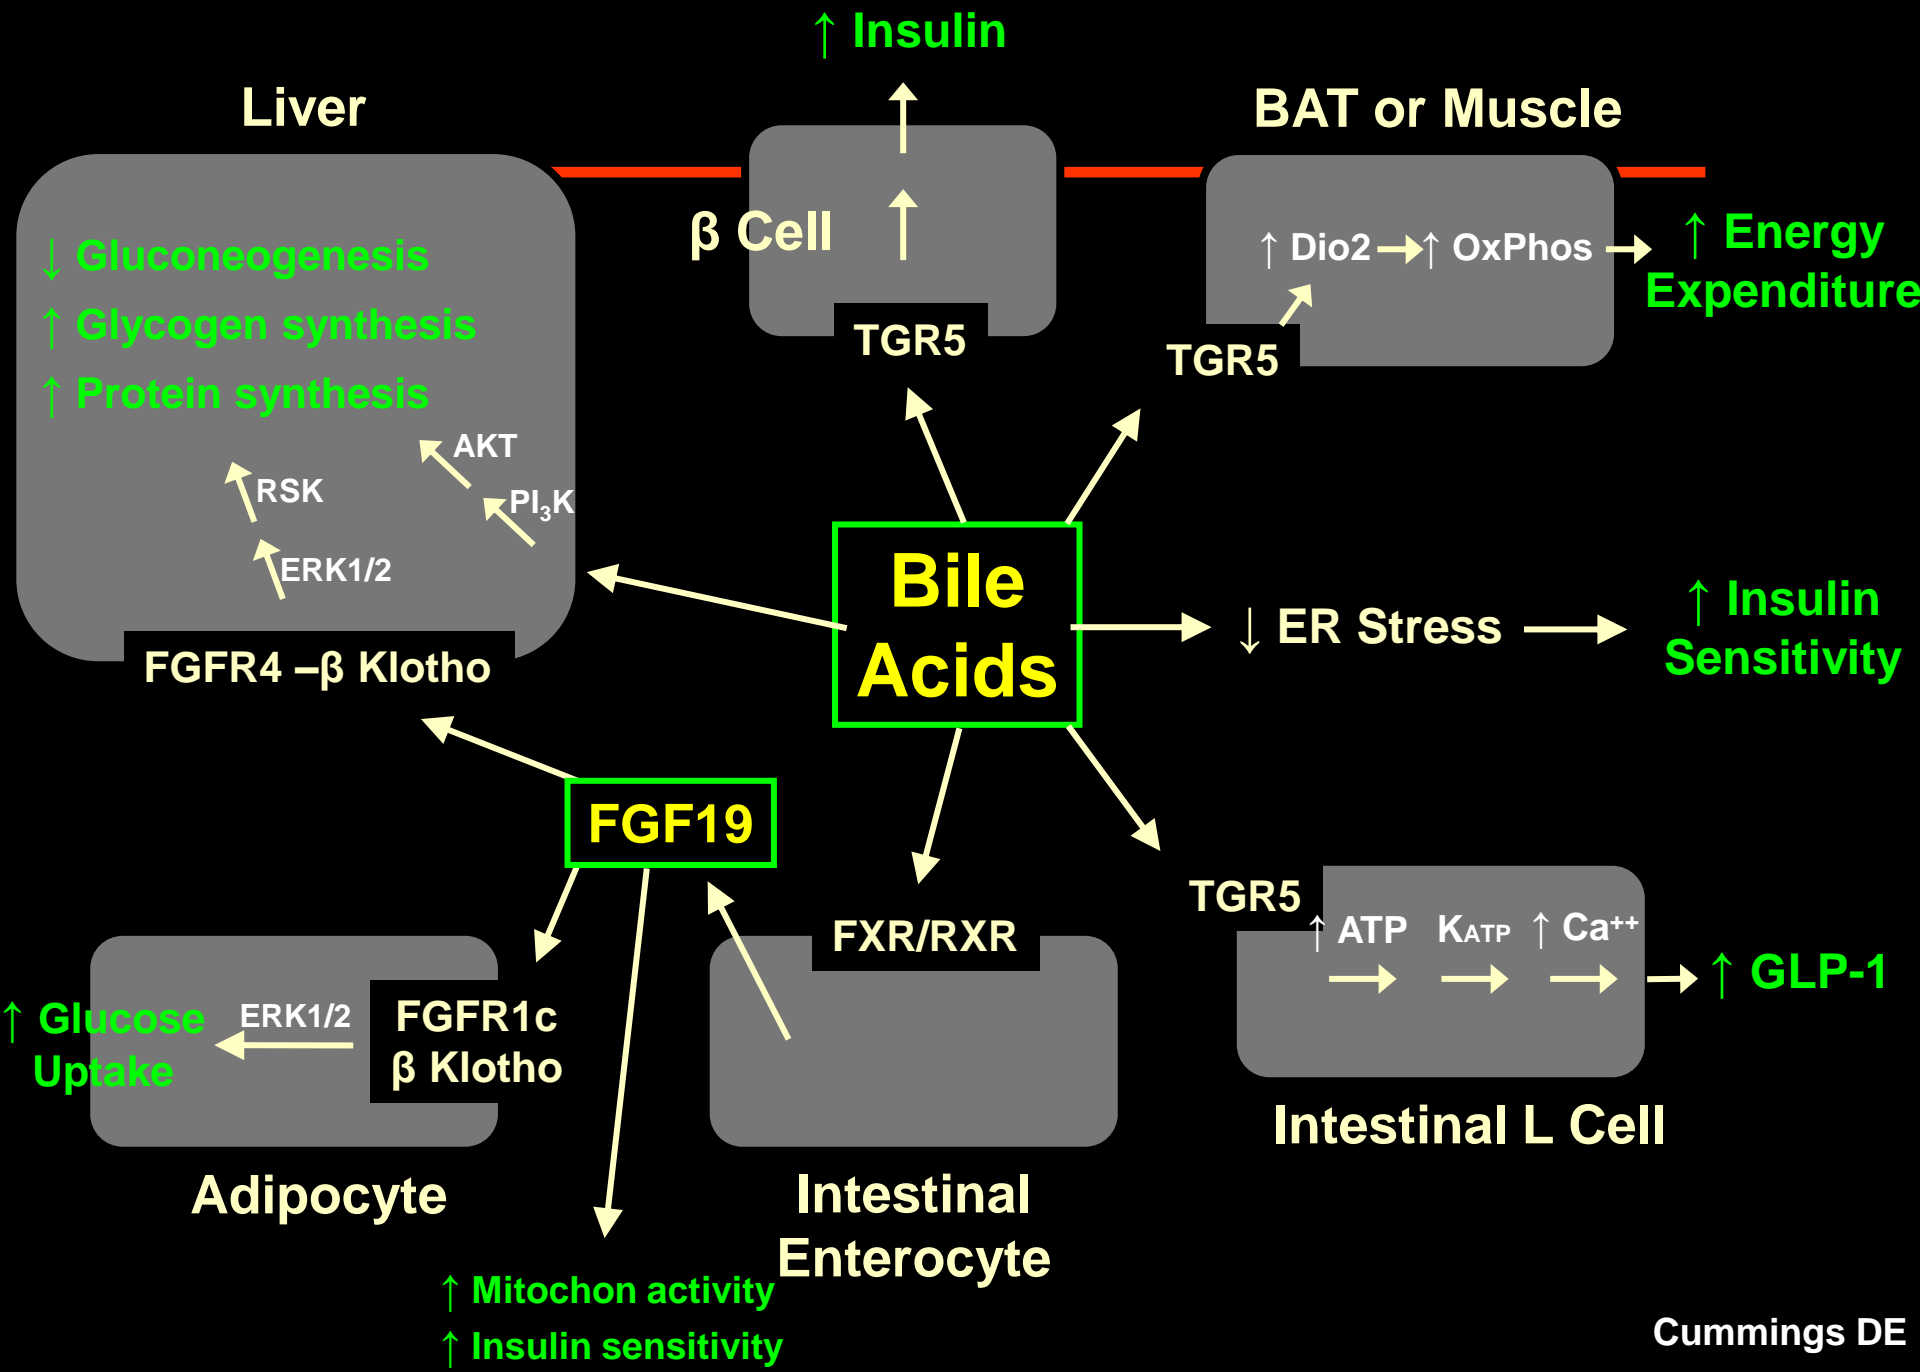 ↑ Insulin
Liver
BAT or Muscle
β Cell
TGR5
↓ Gluconeogenesis
↑ Glycogen synthesis
↑ Protein synthesis
AKT
RSK
PI₃K
ERK1/2
FGFR4 –β Klotho
↑ Dio2
↑ OxPhos
TGR5
↑ Energy
Expenditure
Bile
Acids
↓ ER Stress
↑ Insulin
Sensitivity
FGF19
FXR/RXR
TGR5
↑ ATP
KATP
↑ Ca⁺⁺
↑ GLP-1
Intestinal L Cell
↑ Glucose
Uptake
ERK1/2
FGFR1c
β Klotho
Adipocyte
Intestinal
Enterocyte
↑ Mitochon activity
↑ Insulin sensitivity
Cummings DE